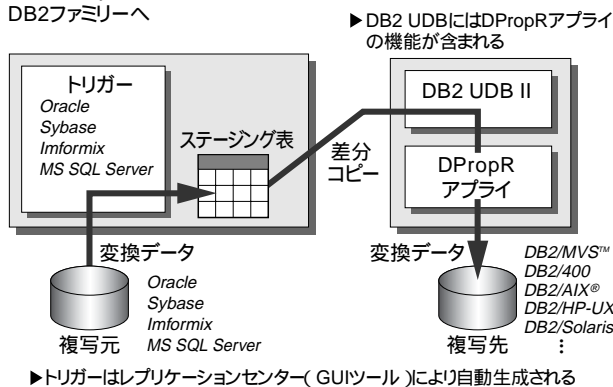 DB2ファミリーへ
▶DB2 UDBにはDPropRアプライ
の機能が含まれる
トリガー
Oracle
Sybase
Imformix
MS SQL Server
ステージング表
差分
コピー
DB2 UDB II
DPropR
アプライ
変換データ
複写元
Oracle
Sybase
Imformix
MS SQL Server
変換データ
複写先
DB2/MVS™
DB2/400
DB2/AIX®
DB2/HP-UX
DB2/Solaris
⋮
▶トリガーはレプリケーションセンター( GUIツール )により自動生成される